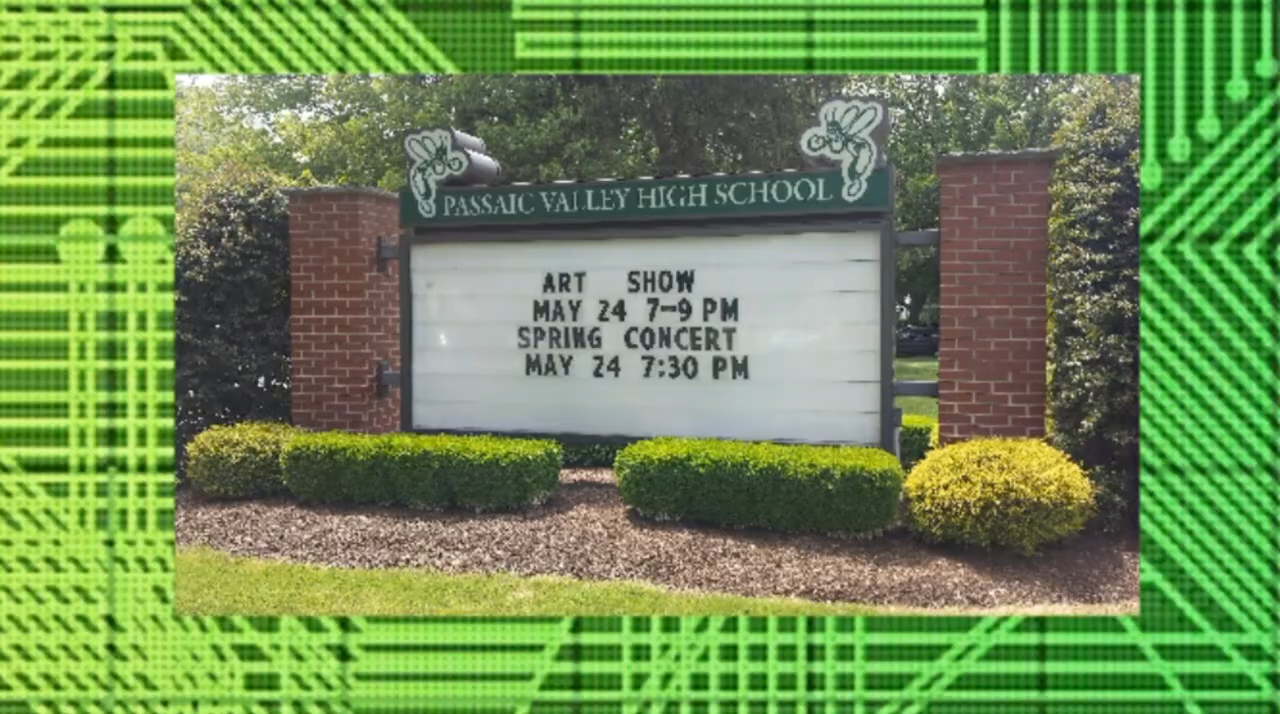 PASSAIC VALLEY HIGH SCHOOL
ART SHOW
MAY 24 7-9 PM
SPRING CONCERT
MAY 24 7:30 PM